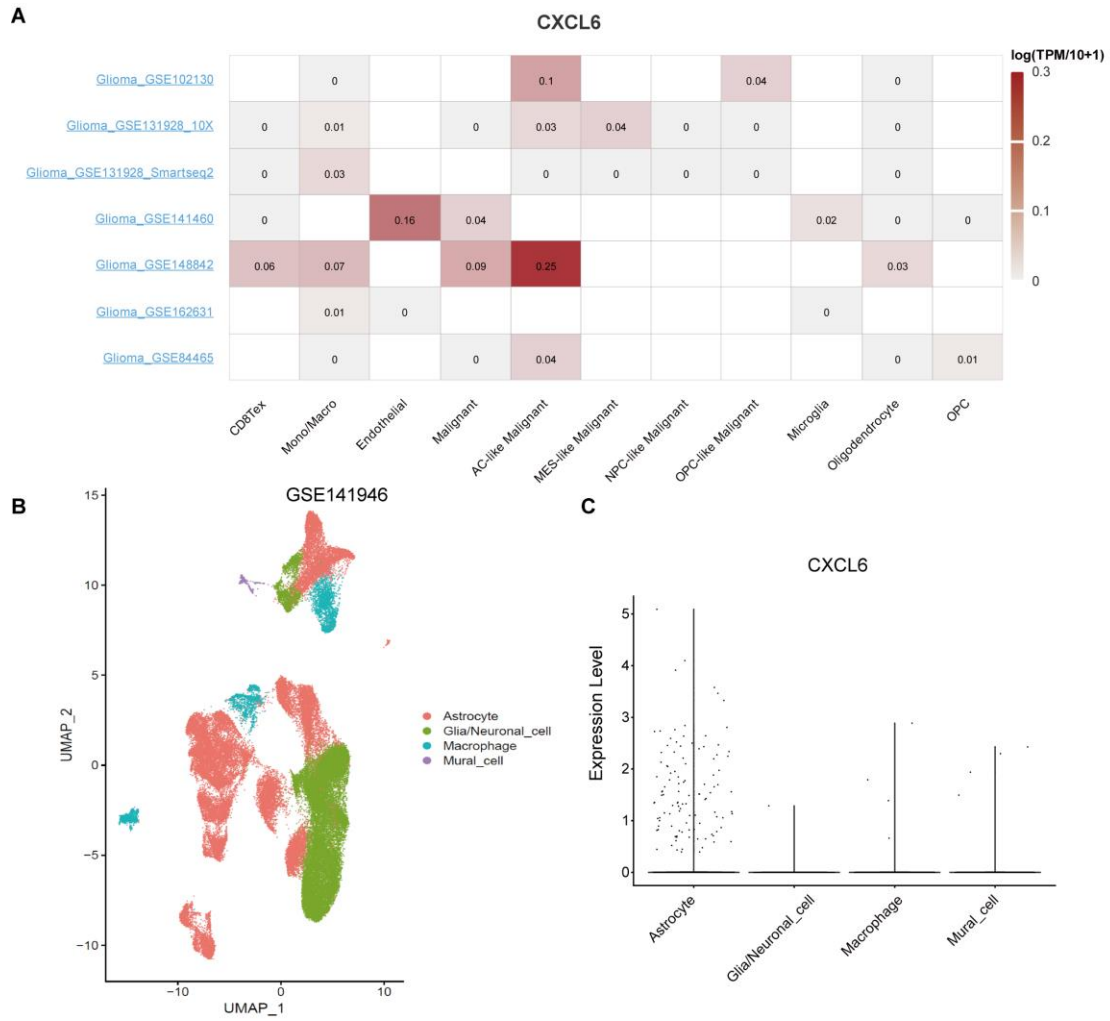 A
CXCL6
log(TPM/10+1)
Glioma_GSE102130 0 0.1 0.04 0
Glioma_GSE131928_10X 0 0.01 0 0.03 0.04 0 0 0
Glioma_GSE131928_Smartseq2 0 0.03 0 0 0 0 0
Glioma_GSE141460 0 0.16 0.04 0.02 0 0
Glioma_GSE148842 0.06 0.07 0.09 0.25 0.03
Glioma_GSE162631 0.01 0 0
Glioma_GSE84465 0 0 0.04 0 0.01
0.3
0.2
0.1
0
CD8Tex
Mono/Macro
Endothelial
Malignant
AC-like Malignant
MES-like Malignant
NPC-like Malignant
OPC-like Malignant
Microglia
Oligodendrocyte
OPC
B
GSE141946
15
10
5
0
−5
−10
UMAP_2
−10 0 10
UMAP_1
Astrocyte
Glia/Neuronal_cell
Macrophage
Mural_cell
C
CXCL6
Expression Level
5
4
3
2
1
0
Astrocyte
Glia/Neuronal_cell
Macrophage
Mural_cell